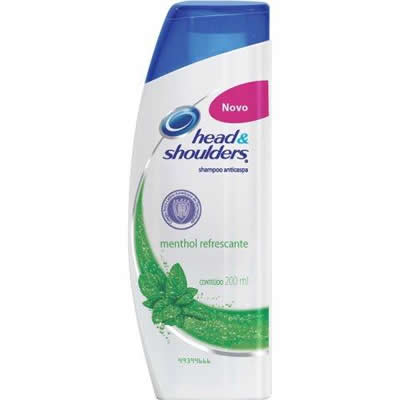 Novo
head&
shoulders®
shampoo anticaspa
menthol refrescante
CONTEÚDO 200 ml